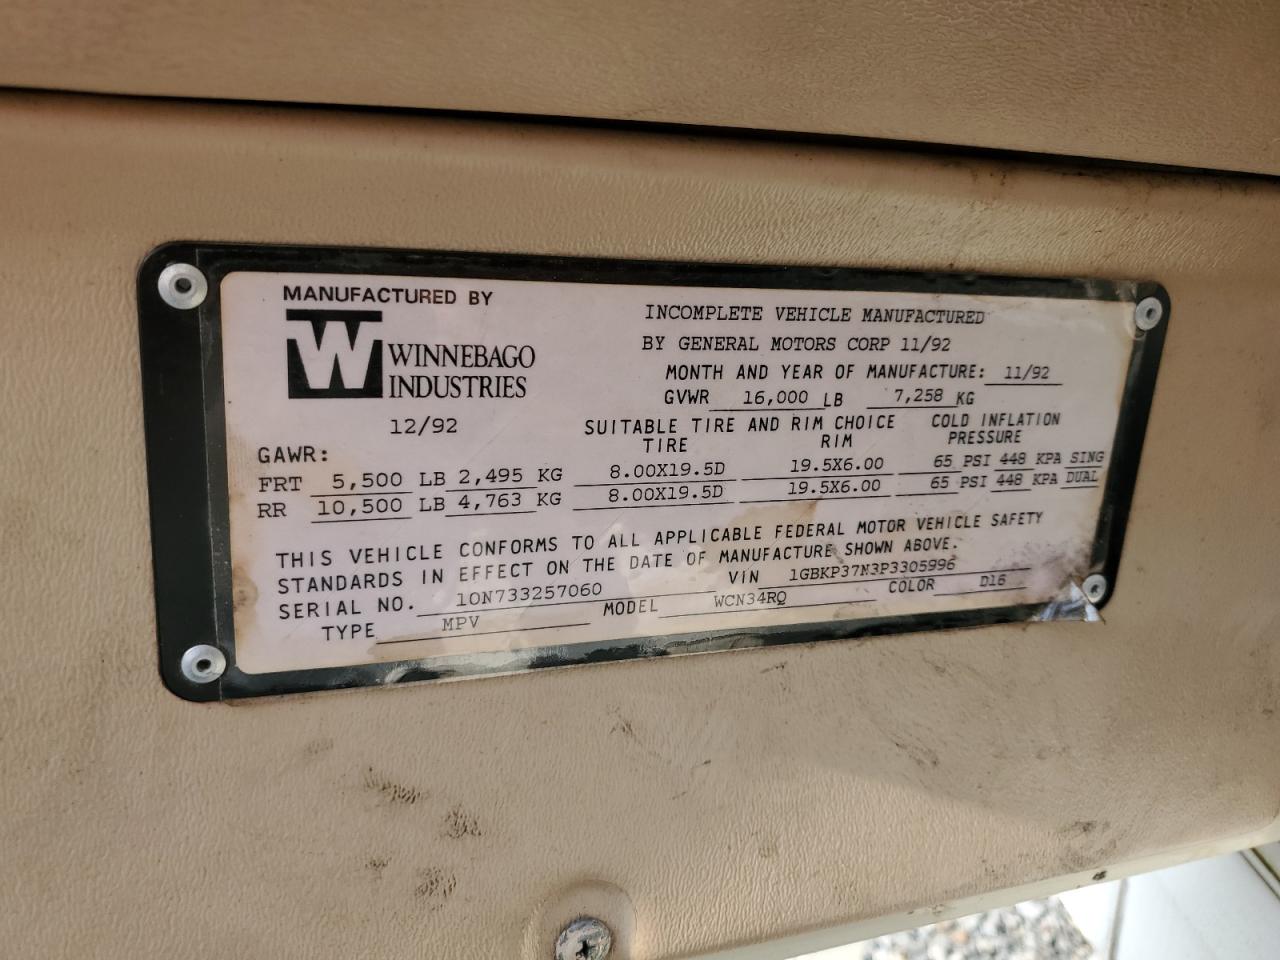 MANUFACTURED BY
W WINNEBAGO
INDUSTRIES
12/92
INCOMPLETE VEHICLE MANUFACTURED
BY GENERAL MOTORS CORP 11/92
MONTH AND YEAR OF MANUFACTURE: 11/92
GVWR 16,000 LB 7,258 KG
SUITABLE TIRE AND RIM CHOICE
TIRE RIM
COLD INFLATION
PRESSURE
GAWR:
FRT 5,500 LB 2,495 KG 8.00X19.5D 19.5X6.00 65 PSI 448 KPA SING
RR 10,500 LB 4,763 KG 8.00X19.5D 19.5X6.00 65 PSI 448 KPA DUAL
THIS VEHICLE CONFORMS TO ALL APPLICABLE FEDERAL MOTOR VEHICLE SAFETY
STANDARDS IN EFFECT ON THE DATE OF MANUFACTURE SHOWN ABOVE.
SERIAL NO. 10N733257060 VIN 1GBKP37N3P3305996
TYPE MPV MODEL WCN34RQ COLOR D16